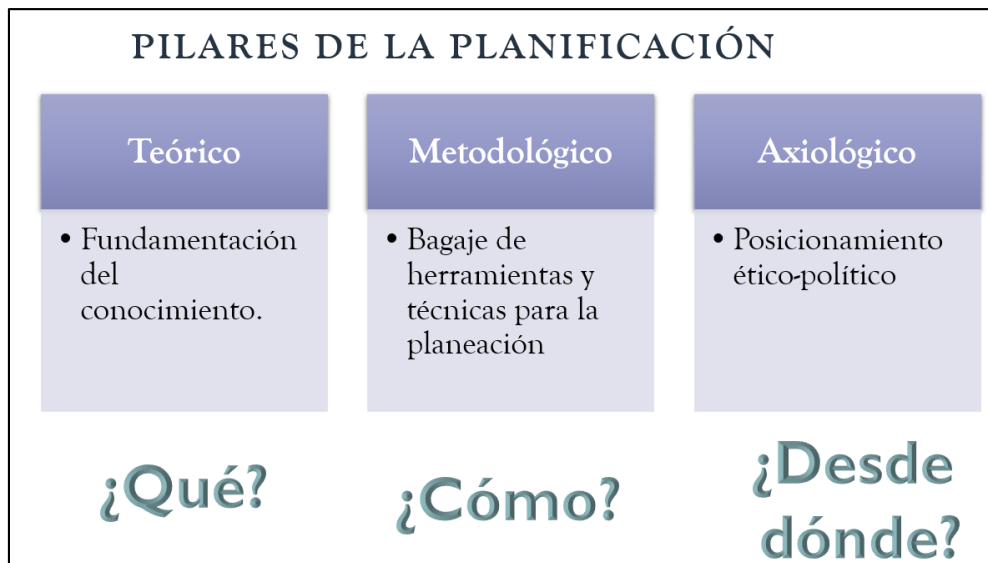 PILARES DE LA PLANIFICACIÓN
Teórico
• Fundamentación
del
conocimiento.
¿Qué?
Metodológico
• Bagaje de
herramientas y
técnicas para la
planeación
¿Cómo?
Axiológico
• Posicionamiento
ético-político
¿Desde
dónde?